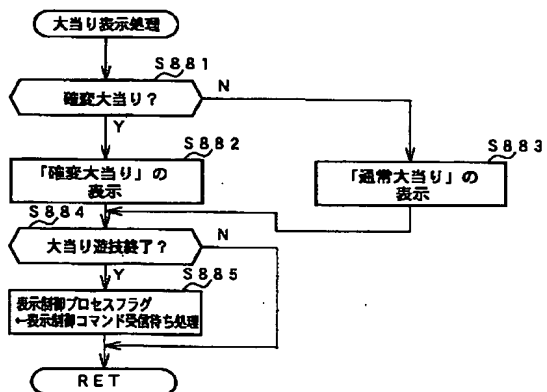 大当り表示処理
S881
確変大当り?
N
Y
S882
「確変大当り」の
表示
S883
「通常大当り」の
表示
S884
大当り遊技終了?
N
Y
S885
表示制御プロセスフラグ
←表示制御コマンド受信待ち処理
RET